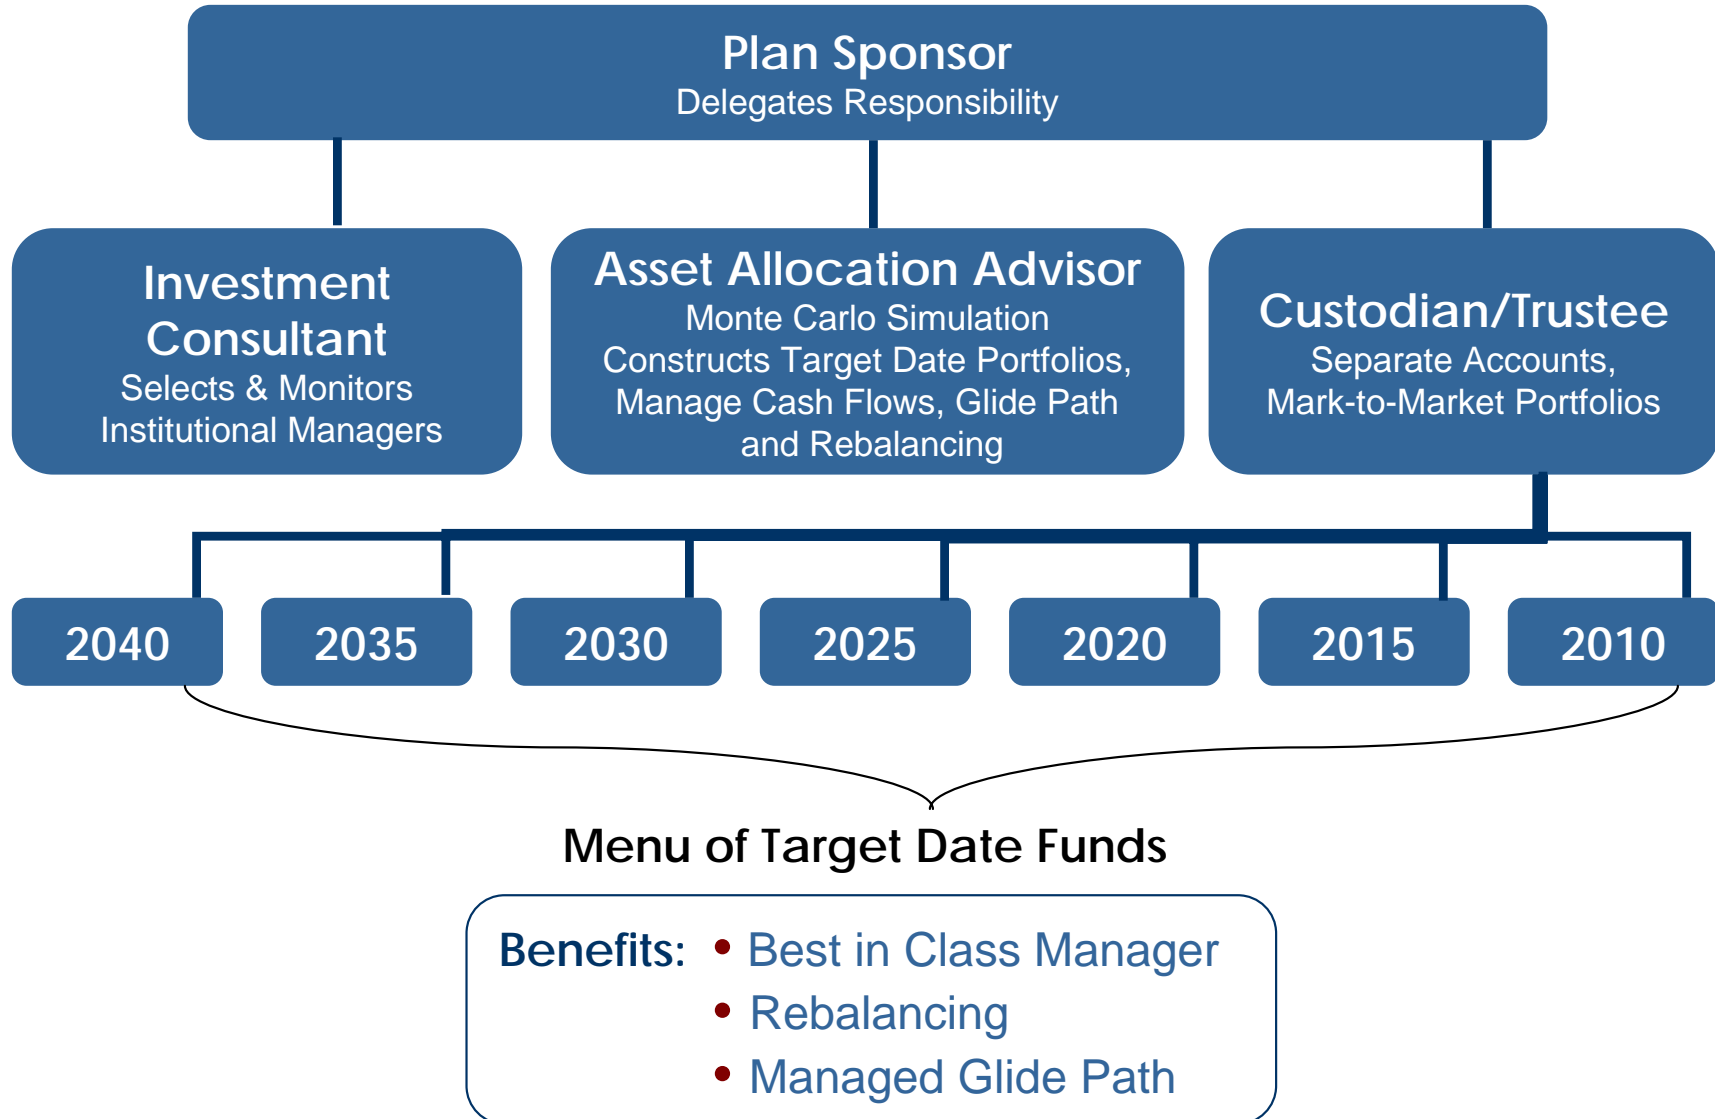 Plan Sponsor
Delegates Responsibility
Investment
Consultant
Selects & Monitors
Institutional Managers
Asset Allocation Advisor
Monte Carlo Simulation
Constructs Target Date Portfolios,
Manage Cash Flows, Glide Path
and Rebalancing
Custodian/Trustee
Separate Accounts,
Mark-to-Market Portfolios
2040
2035
2030
2025
2020
2015
2010
Menu of Target Date Funds
Benefits: • Best in Class Manager
• Rebalancing
• Managed Glide Path